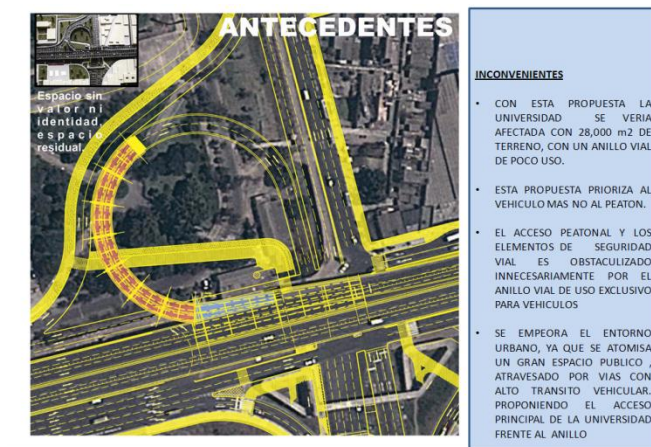 ANTECEDENTES
Espacio sin
valor ni
identidad,
espacio
residual.
INCONVENIENTES
• CON ESTA PROPUESTA LA
UNIVERSIDAD SE VERIA
AFECTADA CON 28,000 m2 DE
TERRENO, CON UN ANILLO VIAL
DE POCO USO.
• ESTA PROPUESTA PRIORIZA AL
VEHICULO MAS NO AL PEATON.
• EL ACCESO PEATONAL Y LOS
ELEMENTOS DE SEGURIDAD
VIAL ES OBSTACULIZADO
INNECESARIAMENTE POR EL
ANILLO VIAL DE USO EXCLUSIVO
PARA VEHICULOS
• SE EMPEORA EL ENTORNO
URBANO, YA QUE SE ATOMISA
UN GRAN ESPACIO PUBLICO ,
ATRAVESADO POR VIAS CON
ALTO TRANSITO VEHICULAR.
PROPONIENDO EL ACCESO
PRINCIPAL DE LA UNIVERSIDAD
FRENTE AL ANILLO